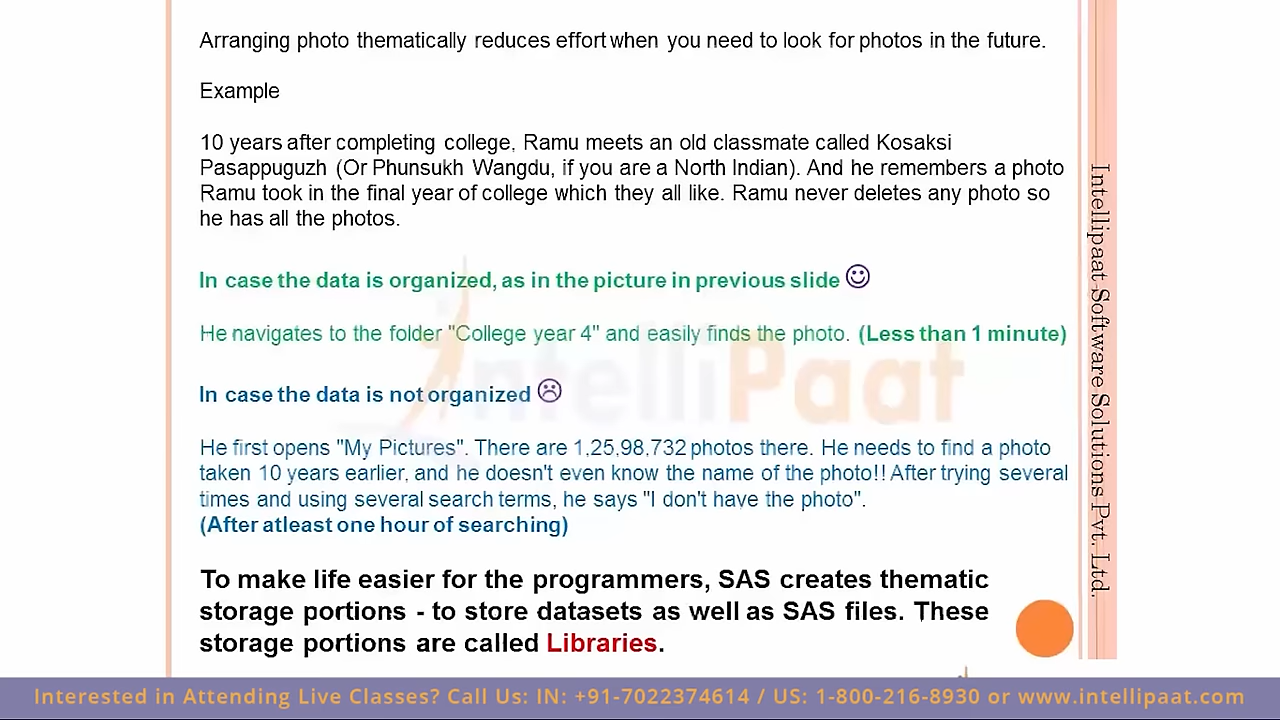 Arranging photo thematically reduces effort when you need to look for photos in the future.
Example
10 years after completing college, Ramu meets an old classmate called Kosaksi
Pasappuguzh (Or Phunsukh Wangdu, if you are a North Indian). And he remembers a photo
Ramu took in the final year of college which they all like. Ramu never deletes any photo so
he has all the photos.
In case the data is organized, as in the picture in previous slide
He navigates to the folder "College year 4" and easily finds the photo. (Less than 1 minute)
In case the data is not organized
He first opens "My Pictures". There are 1,25,98,732 photos there. He needs to find a photo
taken 10 years earlier, and he doesn't even know the name of the photo!! After trying several
times and using several search terms, he says "I don't have the photo".
(After atleast one hour of searching)
To make life easier for the programmers, SAS creates thematic
storage portions - to store datasets as well as SAS files. These
storage portions are called Libraries.
Intellipaat Software Solutions Pvt. Ltd.
IntelliPaat
Interested in Attending Live Classes? Call Us: IN: +91-7022374614 / US: 1-800-216-8930 or www.intellipaat.com